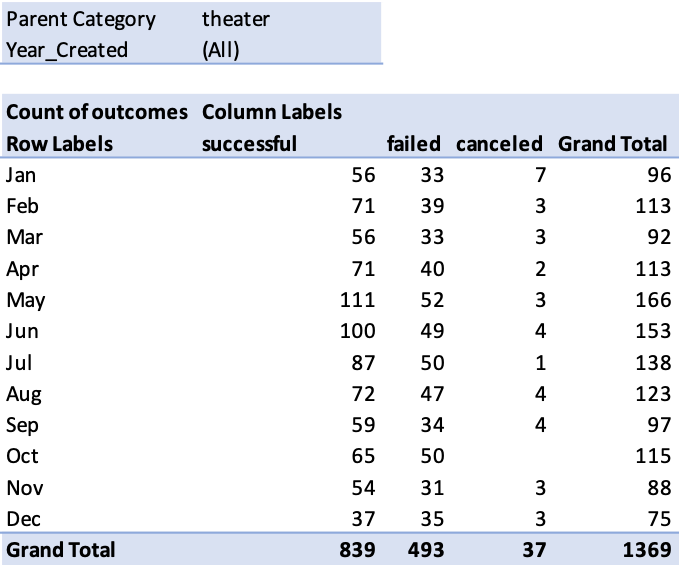 Parent Category theater
Year_Created (All)
Count of outcomes Column Labels
Row Labels successful failed canceled Grand Total
Jan 56 33 7 96
Feb 71 39 3 113
Mar 56 33 3 92
Apr 71 40 2 113
May 111 52 3 166
Jun 100 49 4 153
Jul 87 50 1 138
Aug 72 47 4 123
Sep 59 34 4 97
Oct 65 50 115
Nov 54 31 3 88
Dec 37 35 3 75
Grand Total 839 493 37 1369